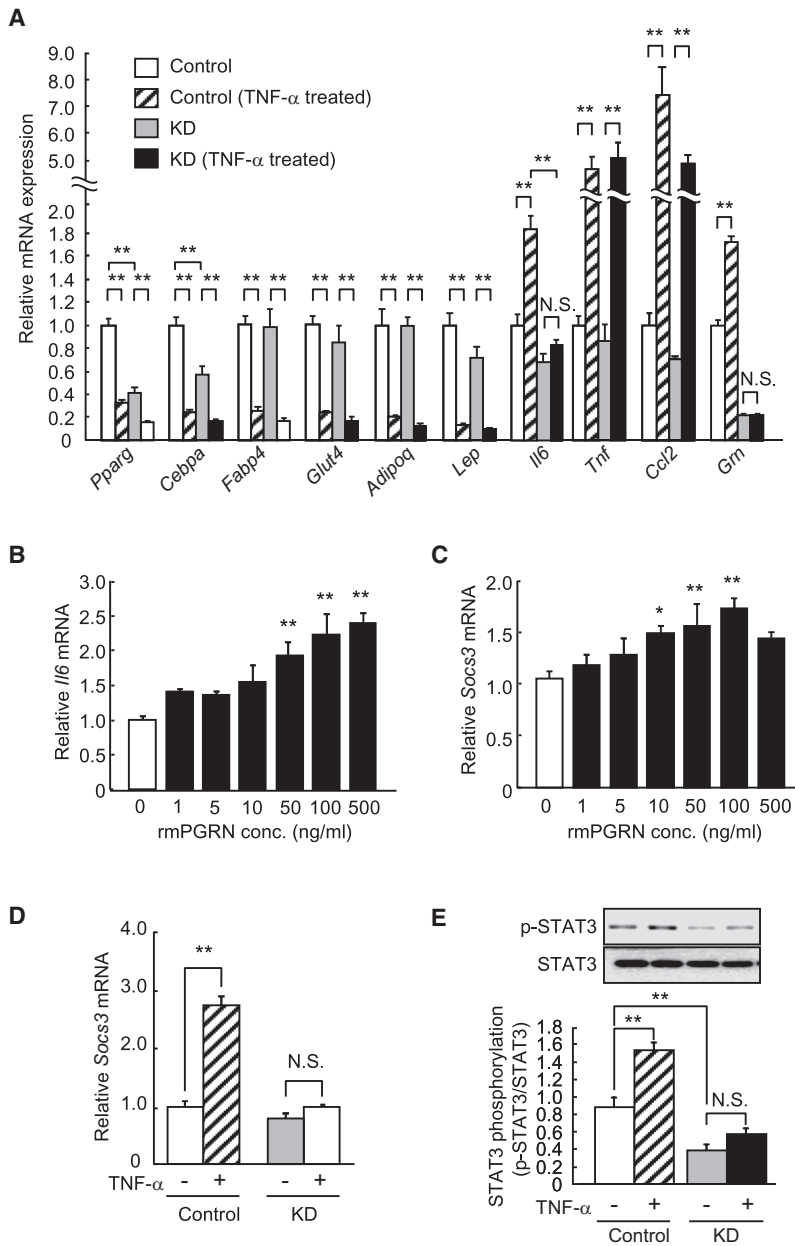 A
9.0
8.0
7.0
6.0
5.0
2.0
1.8
1.4
1.2
1.0
0.8
0.6
0.4
0.2
0
Relative mRNA expression
Control
Control (TNF-α treated)
KD
KD (TNF-α treated)
** ** **
** ** **
** **
** **
** **
** **
** ** N.S.
** **
** **
** N.S.
Pparg Cebpa Fabp4 Glut4 Adipoq Lep Il6 Tnf Ccl2 Grn
B
Relative Il6 mRNA
3.0
2.5
2.0
1.5
1.0
0.5
0
** ** **
0 1 5 10 50 100 500
rmPGRN conc. (ng/ml)
C
Relative Socs3 mRNA
2.0
1.5
1.0
0.5
0
* ** **
0 1 5 10 50 100 500
rmPGRN conc. (ng/ml)
D
Relative Socs3 mRNA
4.0
3.0
2.0
1.0
0
**
N.S.
TNF-α - + - +
Control KD
E
p-STAT3
STAT3
STAT3 phosphorylation
(p-STAT3/STAT3)
1.8
1.6
1.4
1.2
1.0
0.8
0.6
0.4
0.2
0
**
**
N.S.
TNF-α - + - +
Control KD